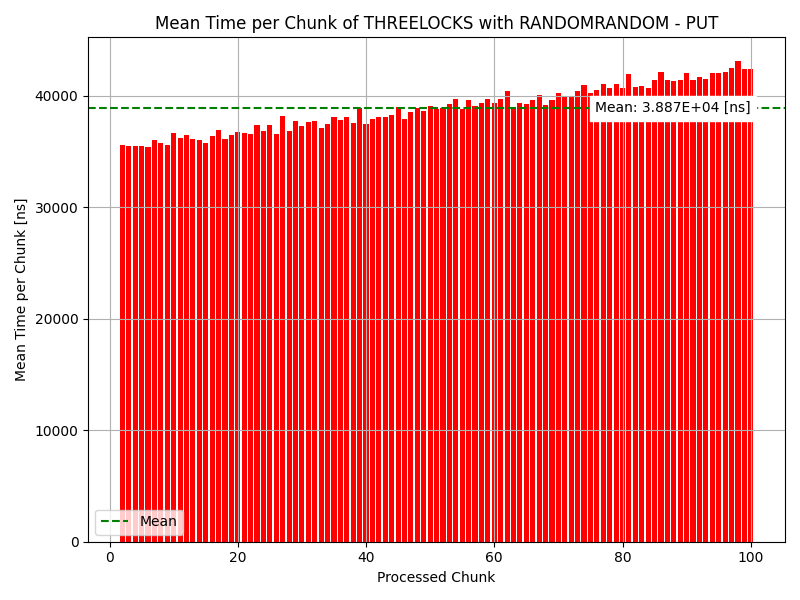 Mean Time per Chunk of THREELOCKS with RANDOMRANDOM - PUT
Mean Time per Chunk [ns]
40000
30000
20000
10000
0
Mean: 3.887E+04 [ns]
Mean
0 20 40 60 80 100
Processed Chunk